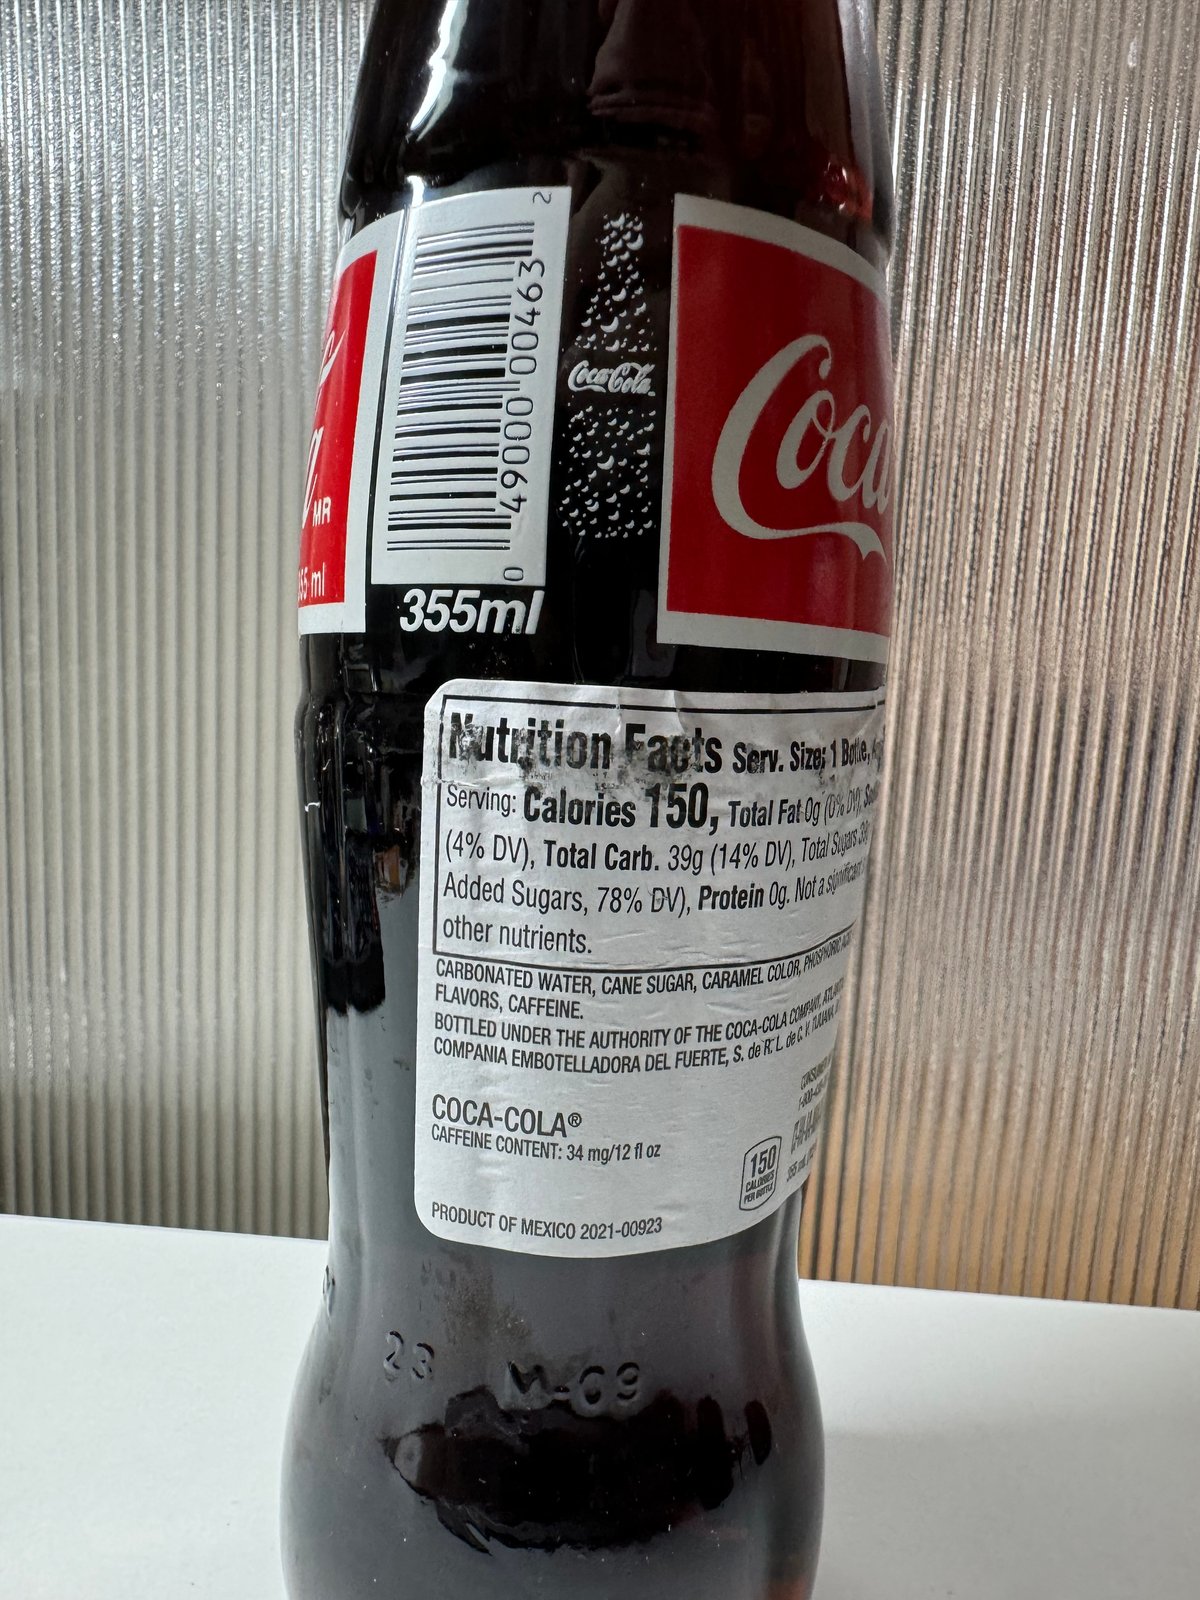 MR
ml
2
0 49000 00463
355ml
Coca-Cola
Coca
Nutrition Facts Serv. Size: 1 Bottle,
Serving: Calories 150, Total Fat 0g (0% DV),
(4% DV), Total Carb. 39g (14% DV), Total Sugars
Added Sugars, 78% DV), Protein 0g. Not a significant
other nutrients.
CARBONATED WATER, CANE SUGAR, CARAMEL COLOR, PHOSPHORIC ACID
FLAVORS, CAFFEINE.
BOTTLED UNDER THE AUTHORITY OF THE COCA-COLA COMPANY,
COMPANIA EMBOTELLADORA DEL FUERTE, S. de R. L. de C. V. TIJUANA,
COCA-COLA®
CAFFEINE CONTENT: 34 mg/12 fl oz
150
CALORIES
PER BOTTLE
PRODUCT OF MEXICO 2021-00923
23 M-69